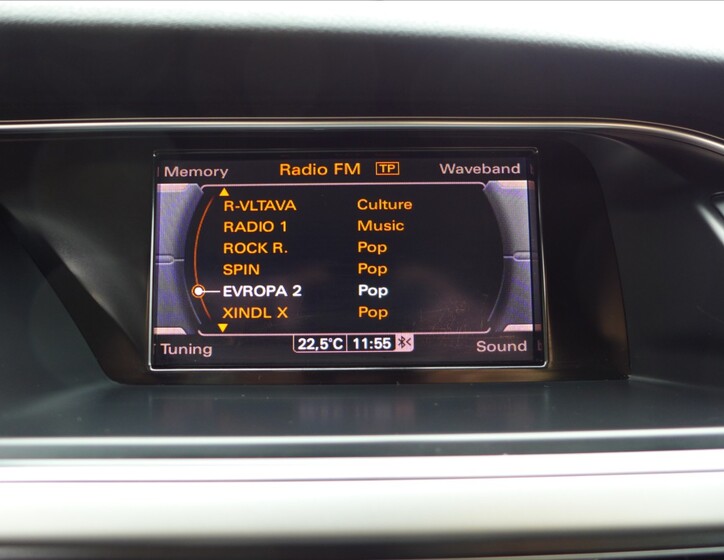 Memory Radio FM TP Waveband
R-VLTAVA Culture
RADIO 1 Music
ROCK R. Pop
SPIN Pop
EVROPA 2 Pop
XINDL X Pop
Tuning 22,5°C 11:55 Sound